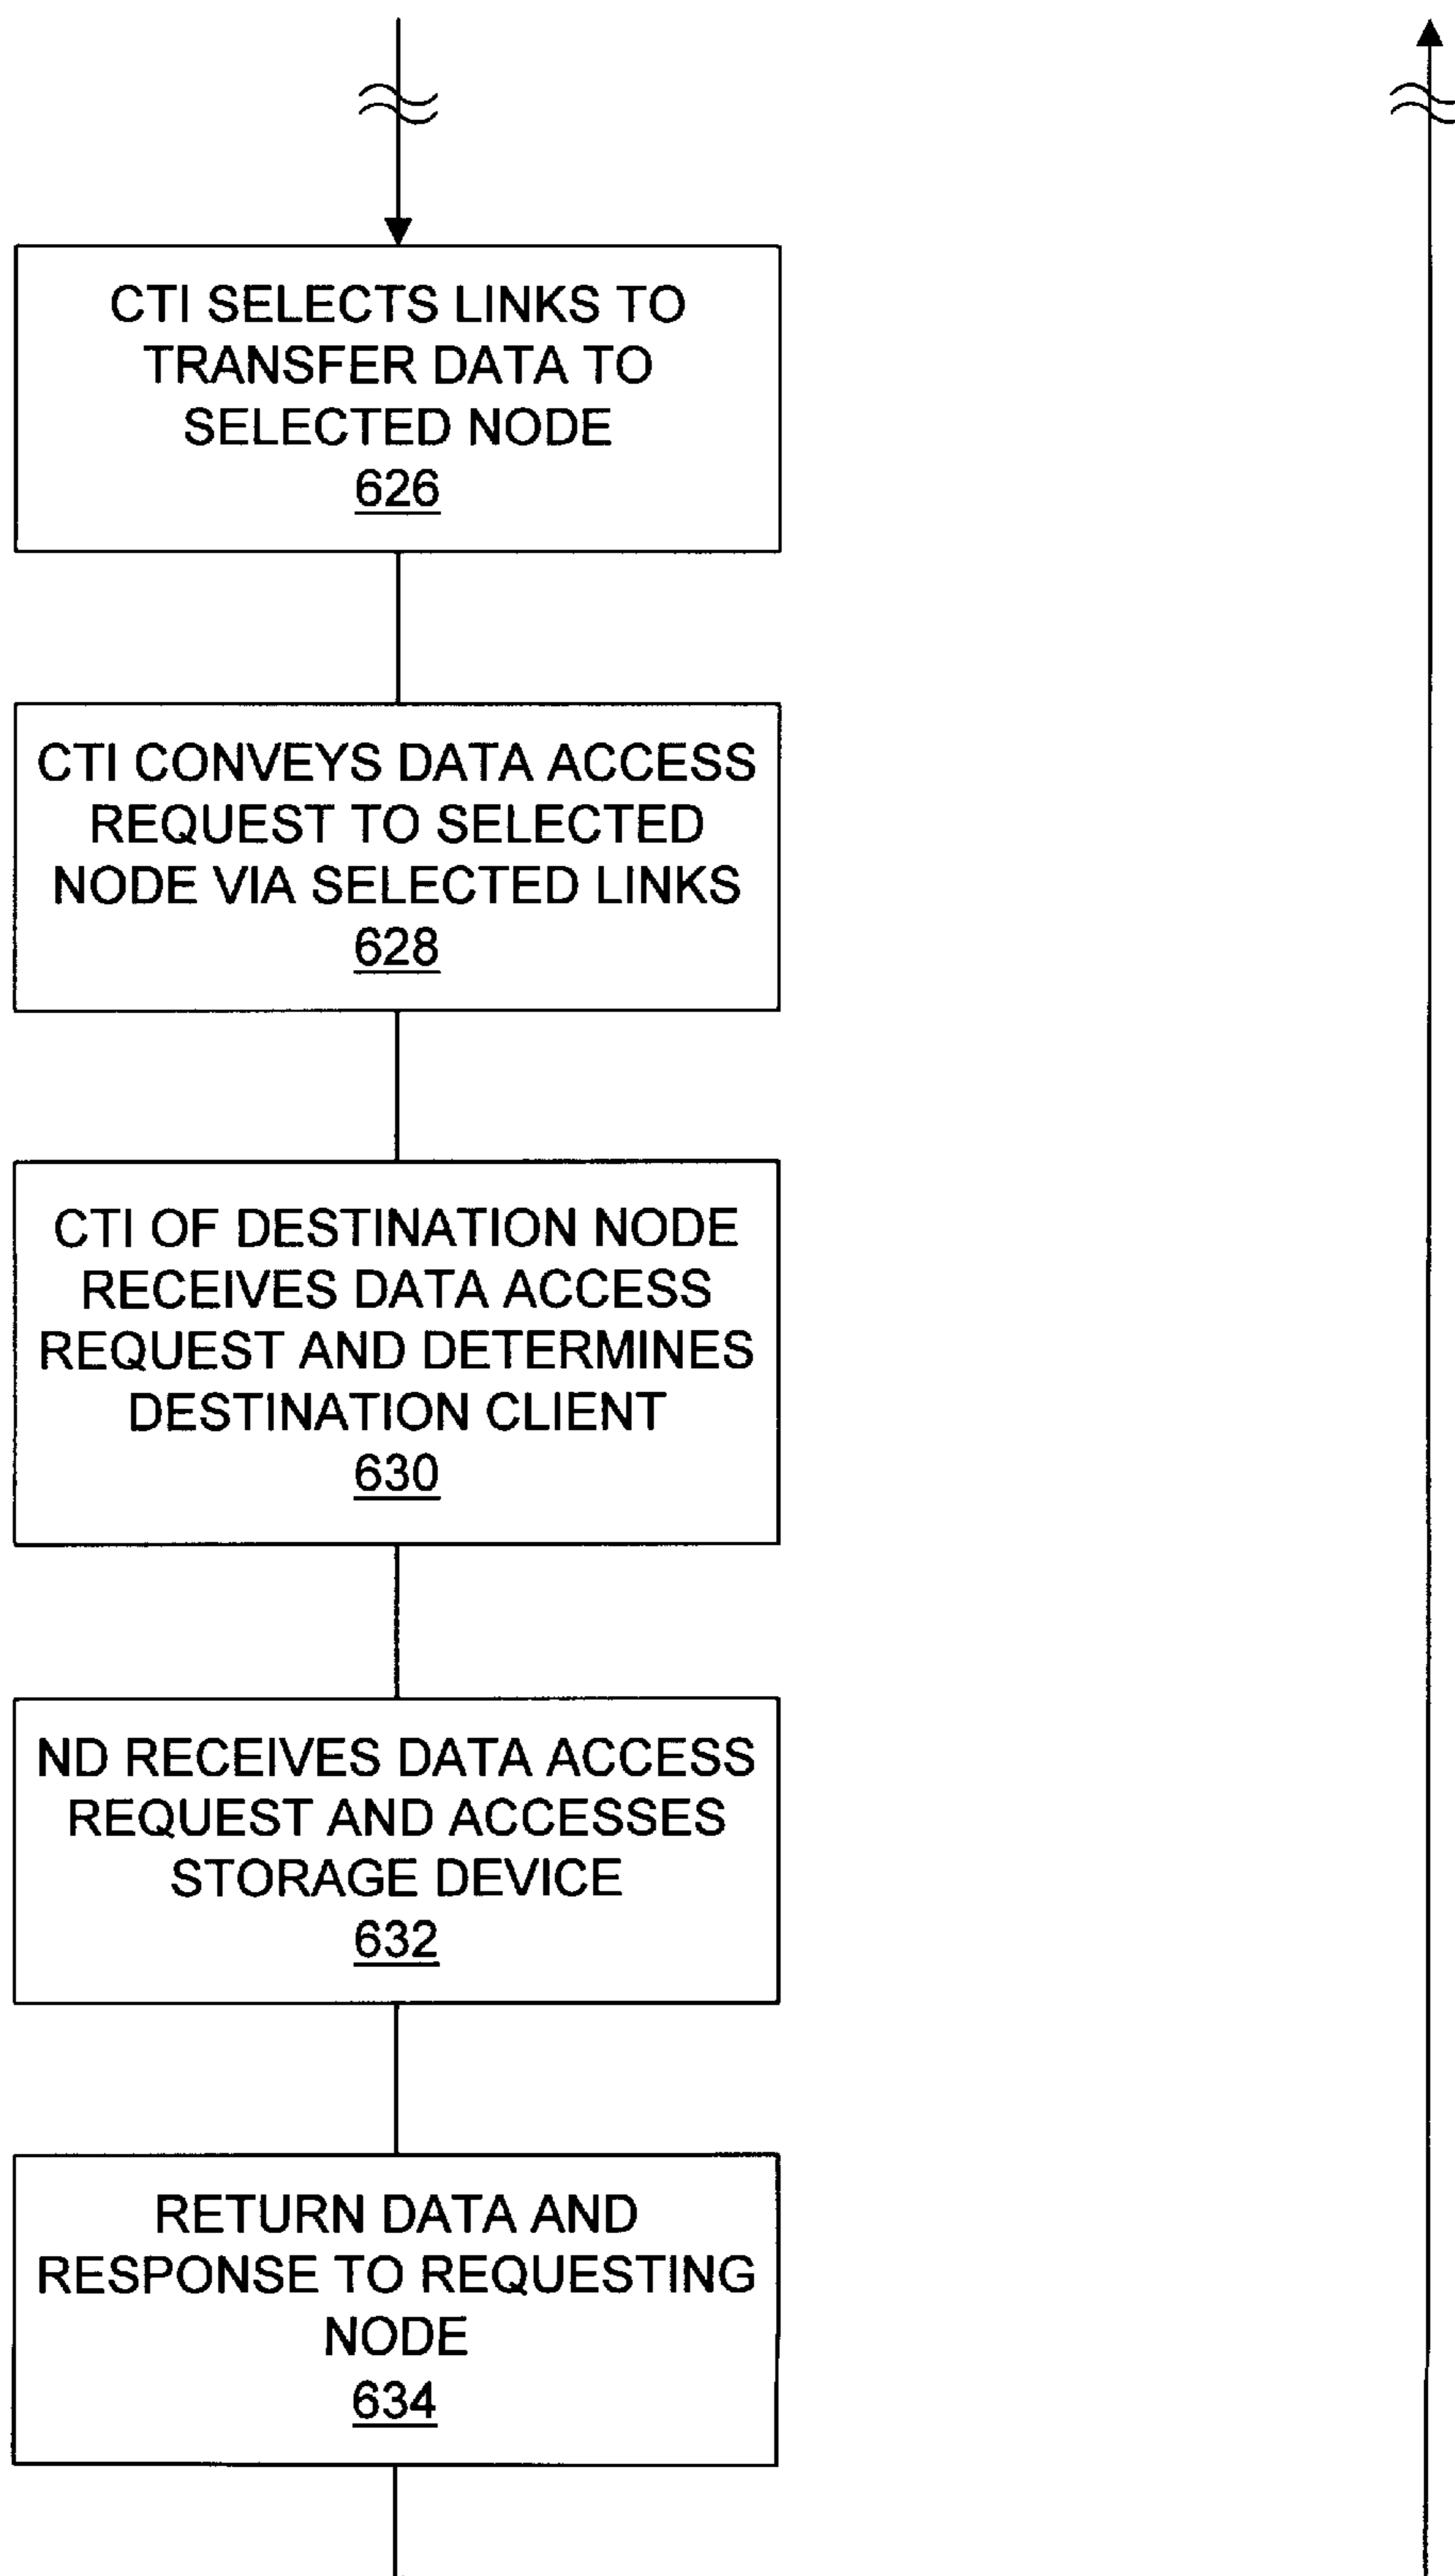 CTI SELECTS LINKS TO
TRANSFER DATA TO
SELECTED NODE
626
CTI CONVEYS DATA ACCESS
REQUEST TO SELECTED
NODE VIA SELECTED LINKS
628
CTI OF DESTINATION NODE
RECEIVES DATA ACCESS
REQUEST AND DETERMINES
DESTINATION CLIENT
630
ND RECEIVES DATA ACCESS
REQUEST AND ACCESSES
STORAGE DEVICE
632
RETURN DATA AND
RESPONSE TO REQUESTING
NODE
634